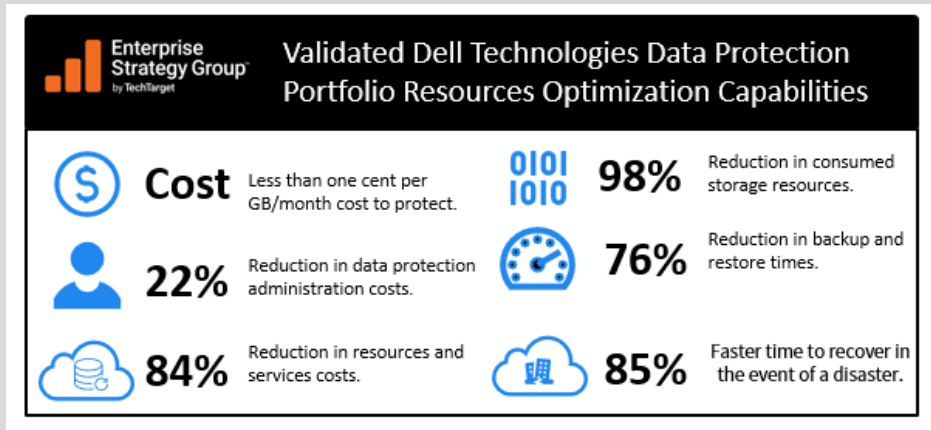 Enterprise
Strategy Group™
by TechTarget
Validated Dell Technologies Data Protection
Portfolio Resources Optimization Capabilities
$
Cost
Less than one cent per
GB/month cost to protect.
22%
Reduction in data protection
administration costs.
84%
Reduction in resources and
services costs.
0101
1010
98%
Reduction in consumed
storage resources.
76%
Reduction in backup and
restore times.
85%
Faster time to recover in
the event of a disaster.